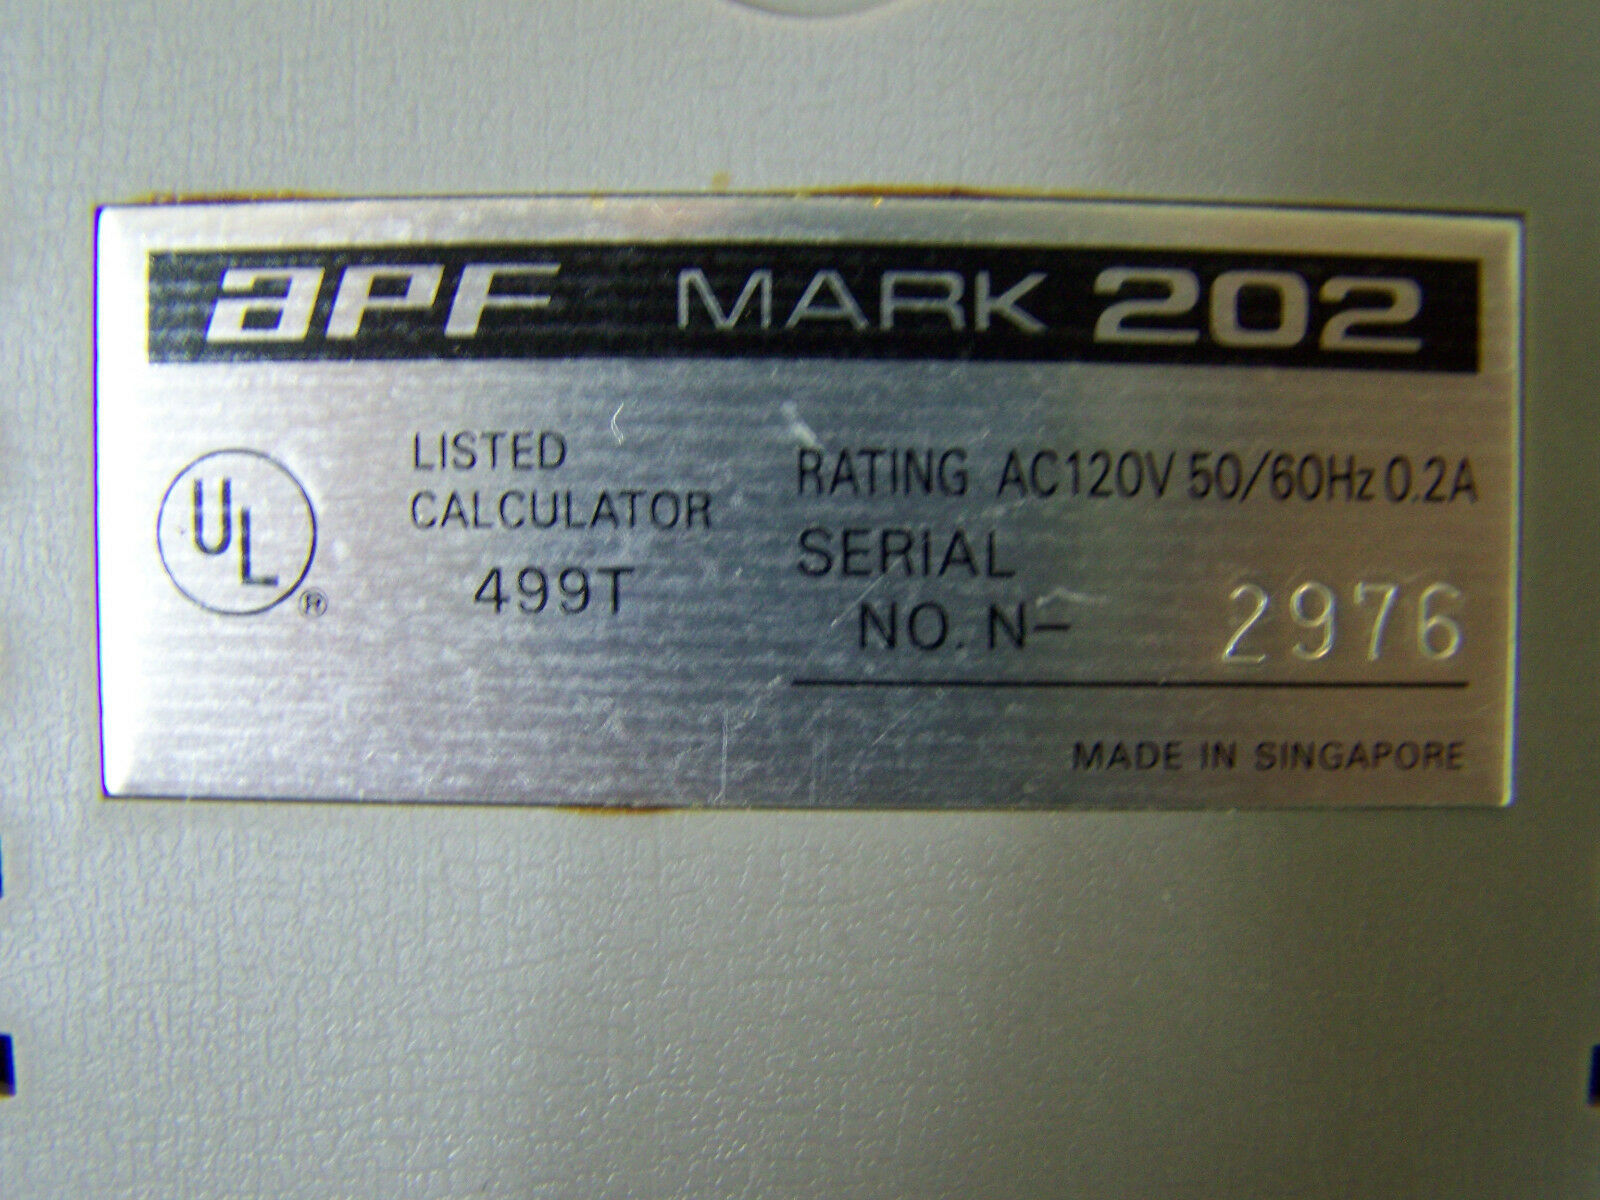 aPF MARK 202
UL®
LISTED
CALCULATOR
499T
RATING AC120V 50/60Hz 0.2A
SERIAL
NO. N- 2976
MADE IN SINGAPORE